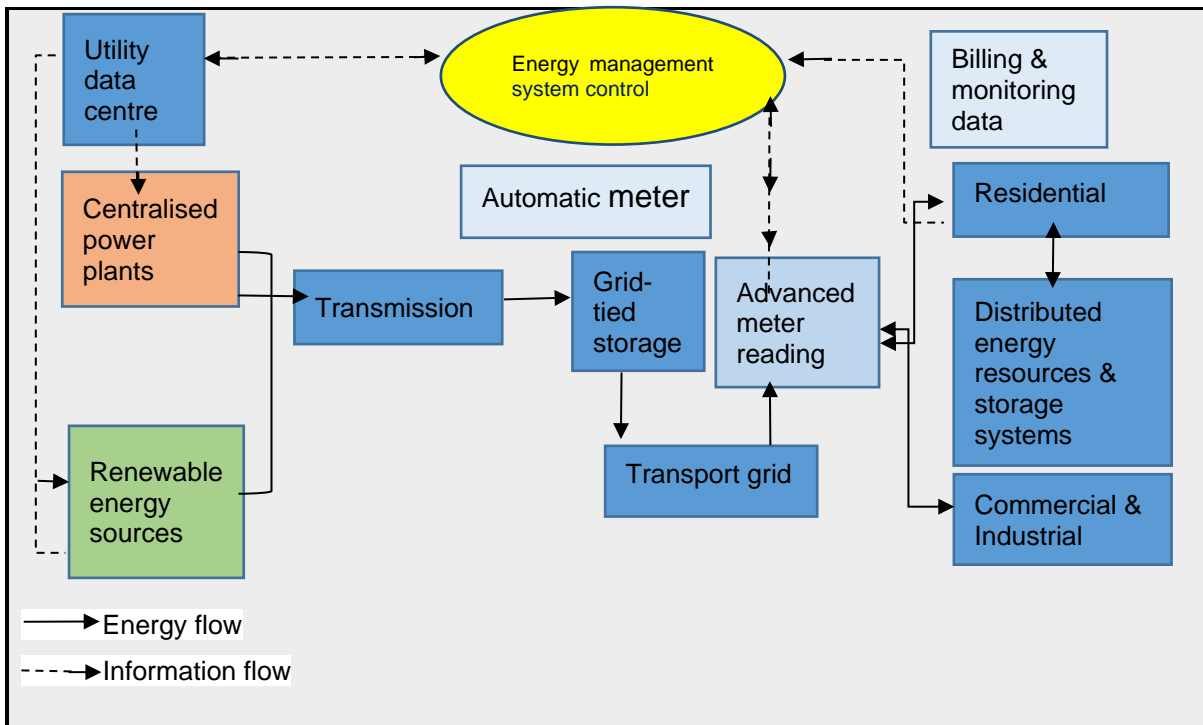 Utility
data
centre
Energy management
system control
Billing &
monitoring
data
Automatic meter
Centralised
power
plants
Transmission
Grid-
tied
storage
Advanced
meter
reading
Residential
Distributed
energy
resources &
storage
systems
Renewable
energy
sources
Transport grid
Commercial &
Industrial
Energy flow
Information flow